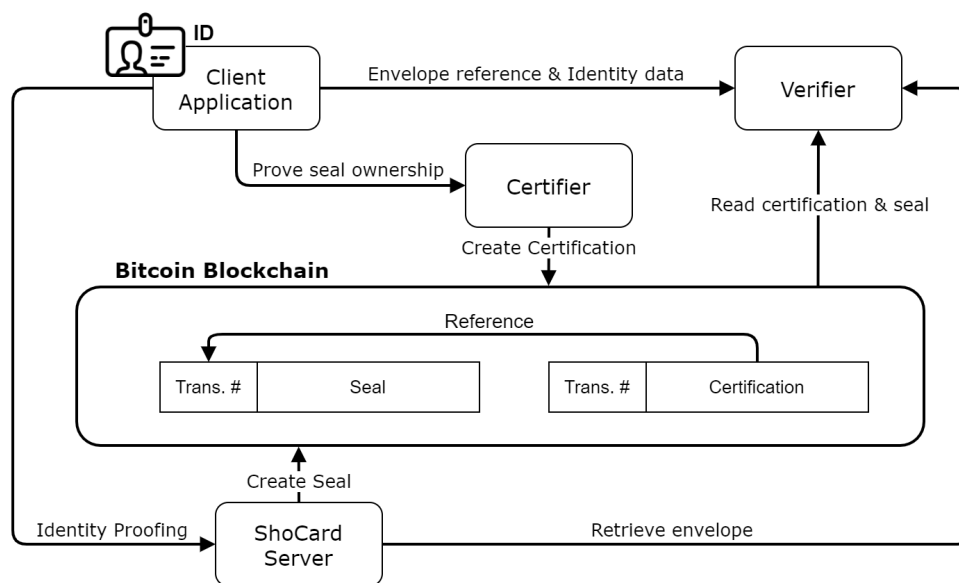 ID
Client
Application
Envelope reference & Identity data
Verifier
Prove seal ownership
Certifier
Read certification & seal
Create Certification
Bitcoin Blockchain
Reference
Trans. #
Seal
Trans. #
Certification
Create Seal
Identity Proofing
ShoCard
Server
Retrieve envelope